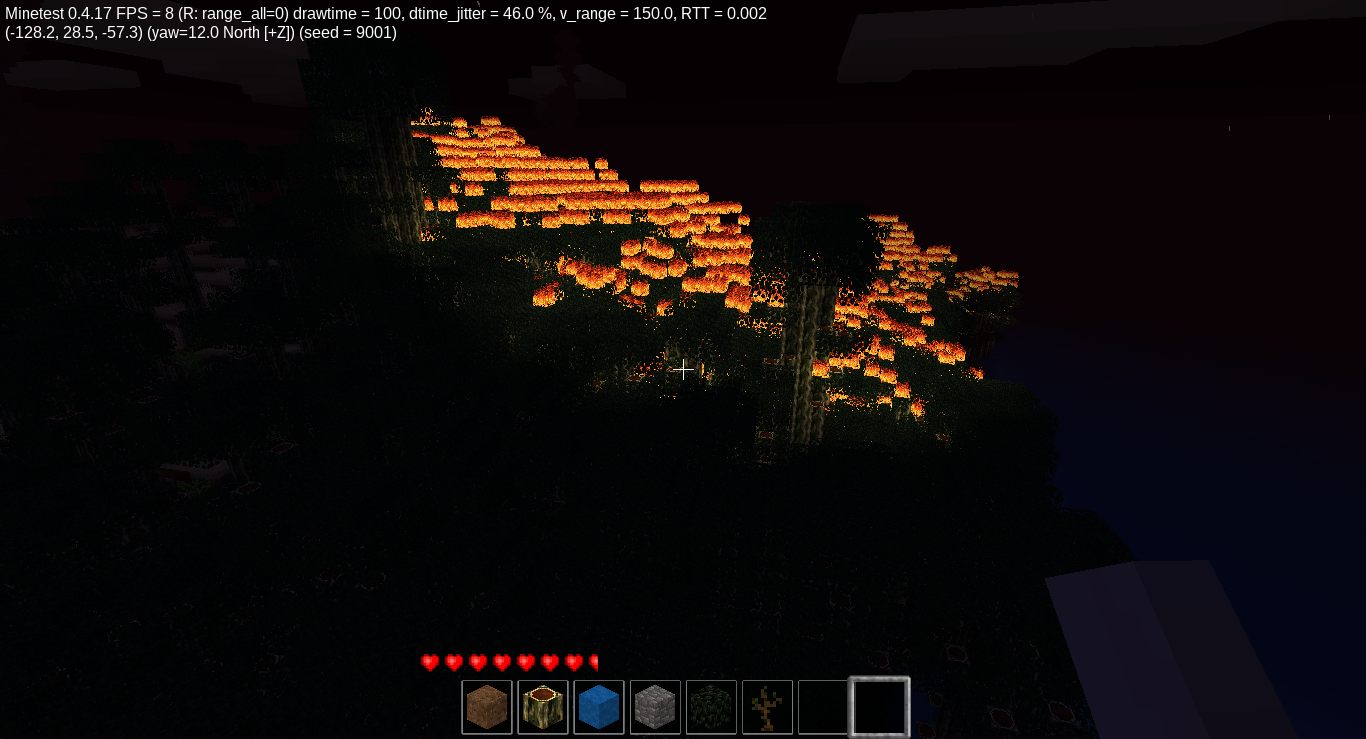 Minetest 0.4.17 FPS = 8 (R: range_all=0) drawtime = 100, dtime_jitter = 46.0 %, v_range = 150.0, RTT = 0.002
(-128.2, 28.5, -57.3) (yaw=12.0 North [+Z]) (seed = 9001)